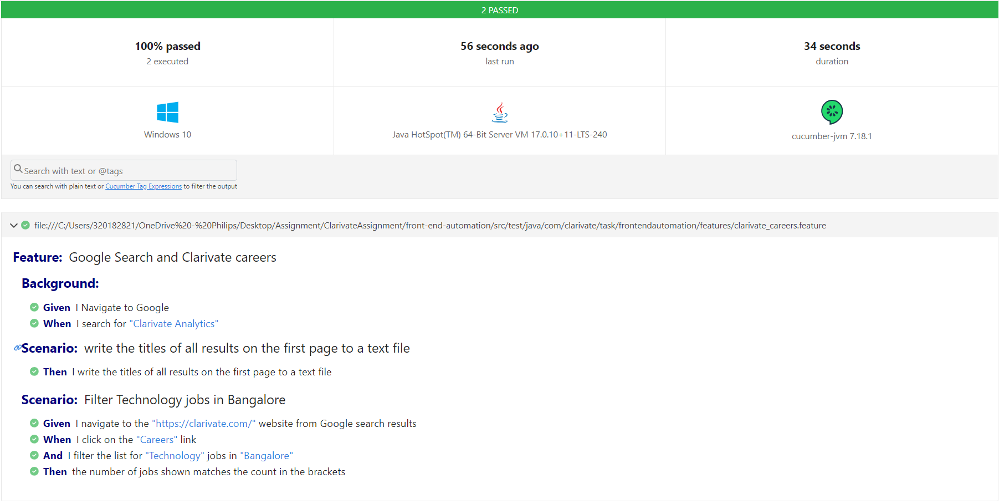 2 PASSED
100% passed
2 executed
56 seconds ago
last run
34 seconds
duration
Windows 10
Java HotSpot(TM) 64-Bit Server VM 17.0.10+11-LTS-240
cucumber-jvm 7.18.1
Search with text or @tags
You can search with plain text or Cucumber Tag Expressions to filter the output
file:///C:/Users/320182821/OneDrive%20-%20Philips/Desktop/Assignment/ClarivateAssignment/front-end-automation/src/test/java/com/clarivate/task/frontendautomation/features/clarivate_careers.feature
Feature: Google Search and Clarivate careers
Background:
Given I Navigate to Google
When I search for "Clarivate Analytics"
Scenario: write the titles of all results on the first page to a text file
Then I write the titles of all results on the first page to a text file
Scenario: Filter Technology jobs in Bangalore
Given I navigate to the "https://clarivate.com/" website from Google search results
When I click on the "Careers" link
And I filter the list for "Technology" jobs in "Bangalore"
Then the number of jobs shown matches the count in the brackets